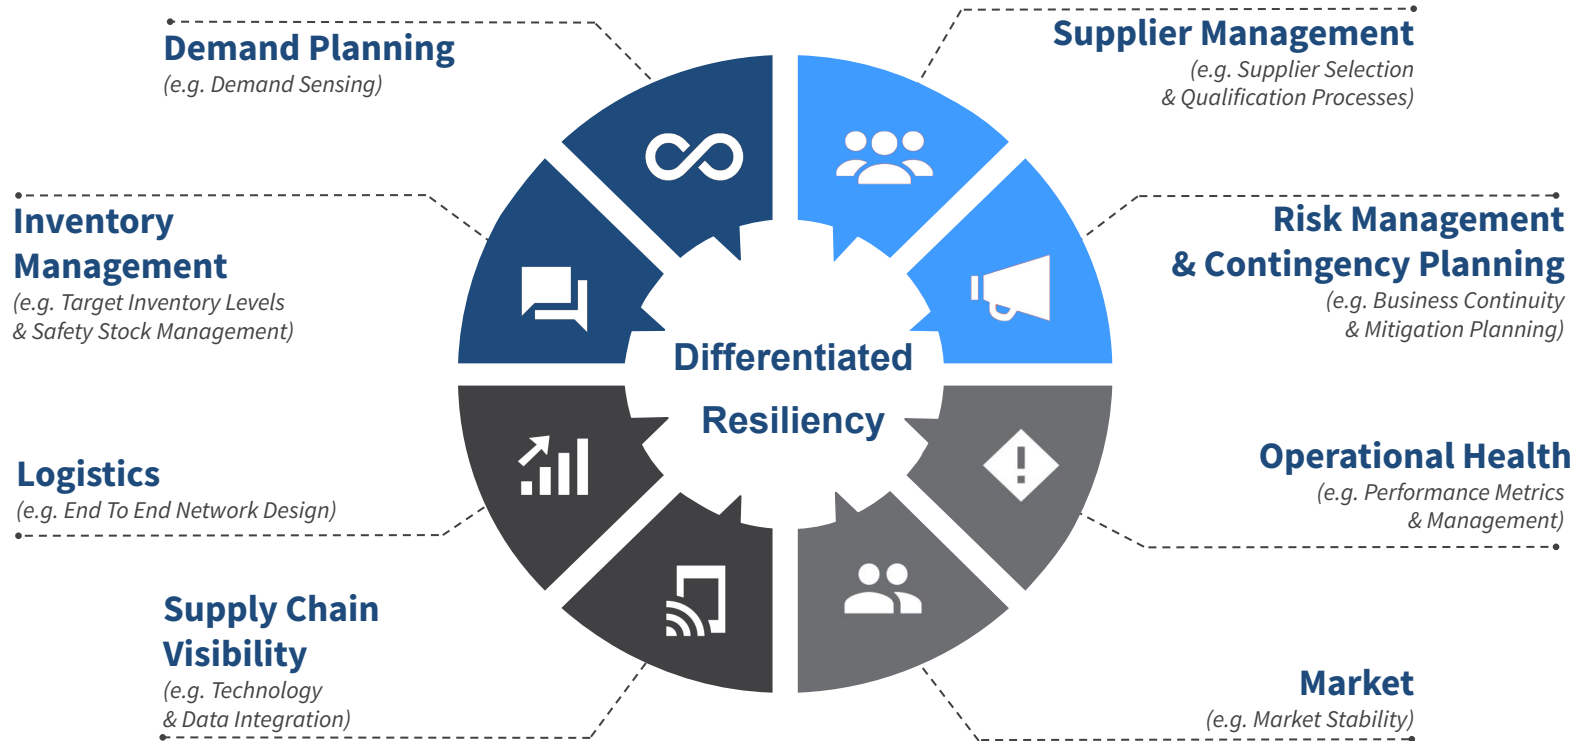 Demand Planning
(e.g. Demand Sensing)
Supplier Management
(e.g. Supplier Selection
& Qualification Processes)
Inventory
Management
(e.g. Target Inventory Levels
& Safety Stock Management)
Risk Management
& Contingency Planning
(e.g. Business Continuity
& Mitigation Planning)
Differentiated
Resiliency
Logistics
(e.g. End To End Network Design)
Operational Health
(e.g. Performance Metrics
& Management)
Supply Chain
Visibility
(e.g. Technology
& Data Integration)
Market
(e.g. Market Stability)